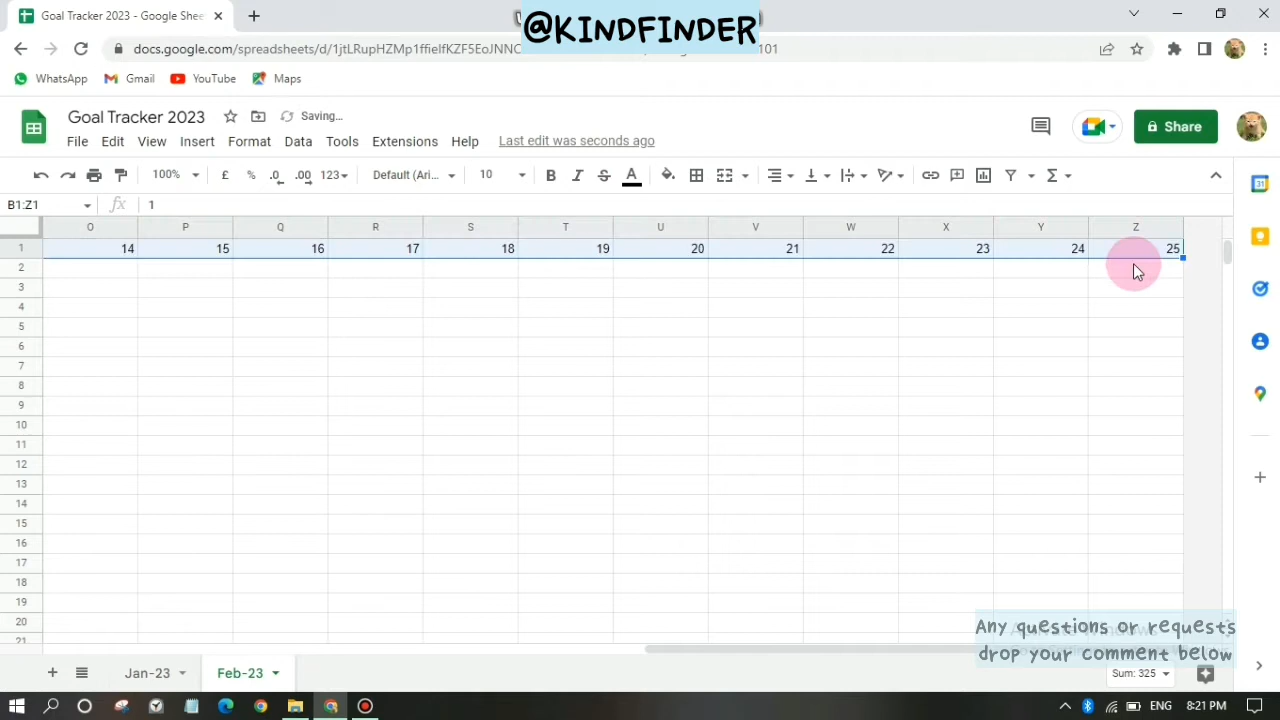 Goal Tracker 2023 - Google Shee
@KINDFINDER
docs.google.com/spreadsheets/d/1jtLRupHZMp1ffielfKZF5EoJNNC
101
WhatsApp
Gmail
YouTube
Maps
Goal Tracker 2023
Saving...
File
Edit
View
Insert
Format
Data
Tools
Extensions
Help
Last edit was seconds ago
Share
100%
£
%
.0
.00
123
Default (Ari...
10
B
I
S
A
B1:Z1
fx
1
O P Q R S T U V W X Y Z
1 14 15 16 17 18 19 20 21 22 23 24 25
2
3
4
5
6
7
8
9
10
11
12
13
14
15
16
17
18
19
20
21
Any questions or requests
drop your comment below
Jan-23
Feb-23
Sum: 325
ENG
8:21 PM